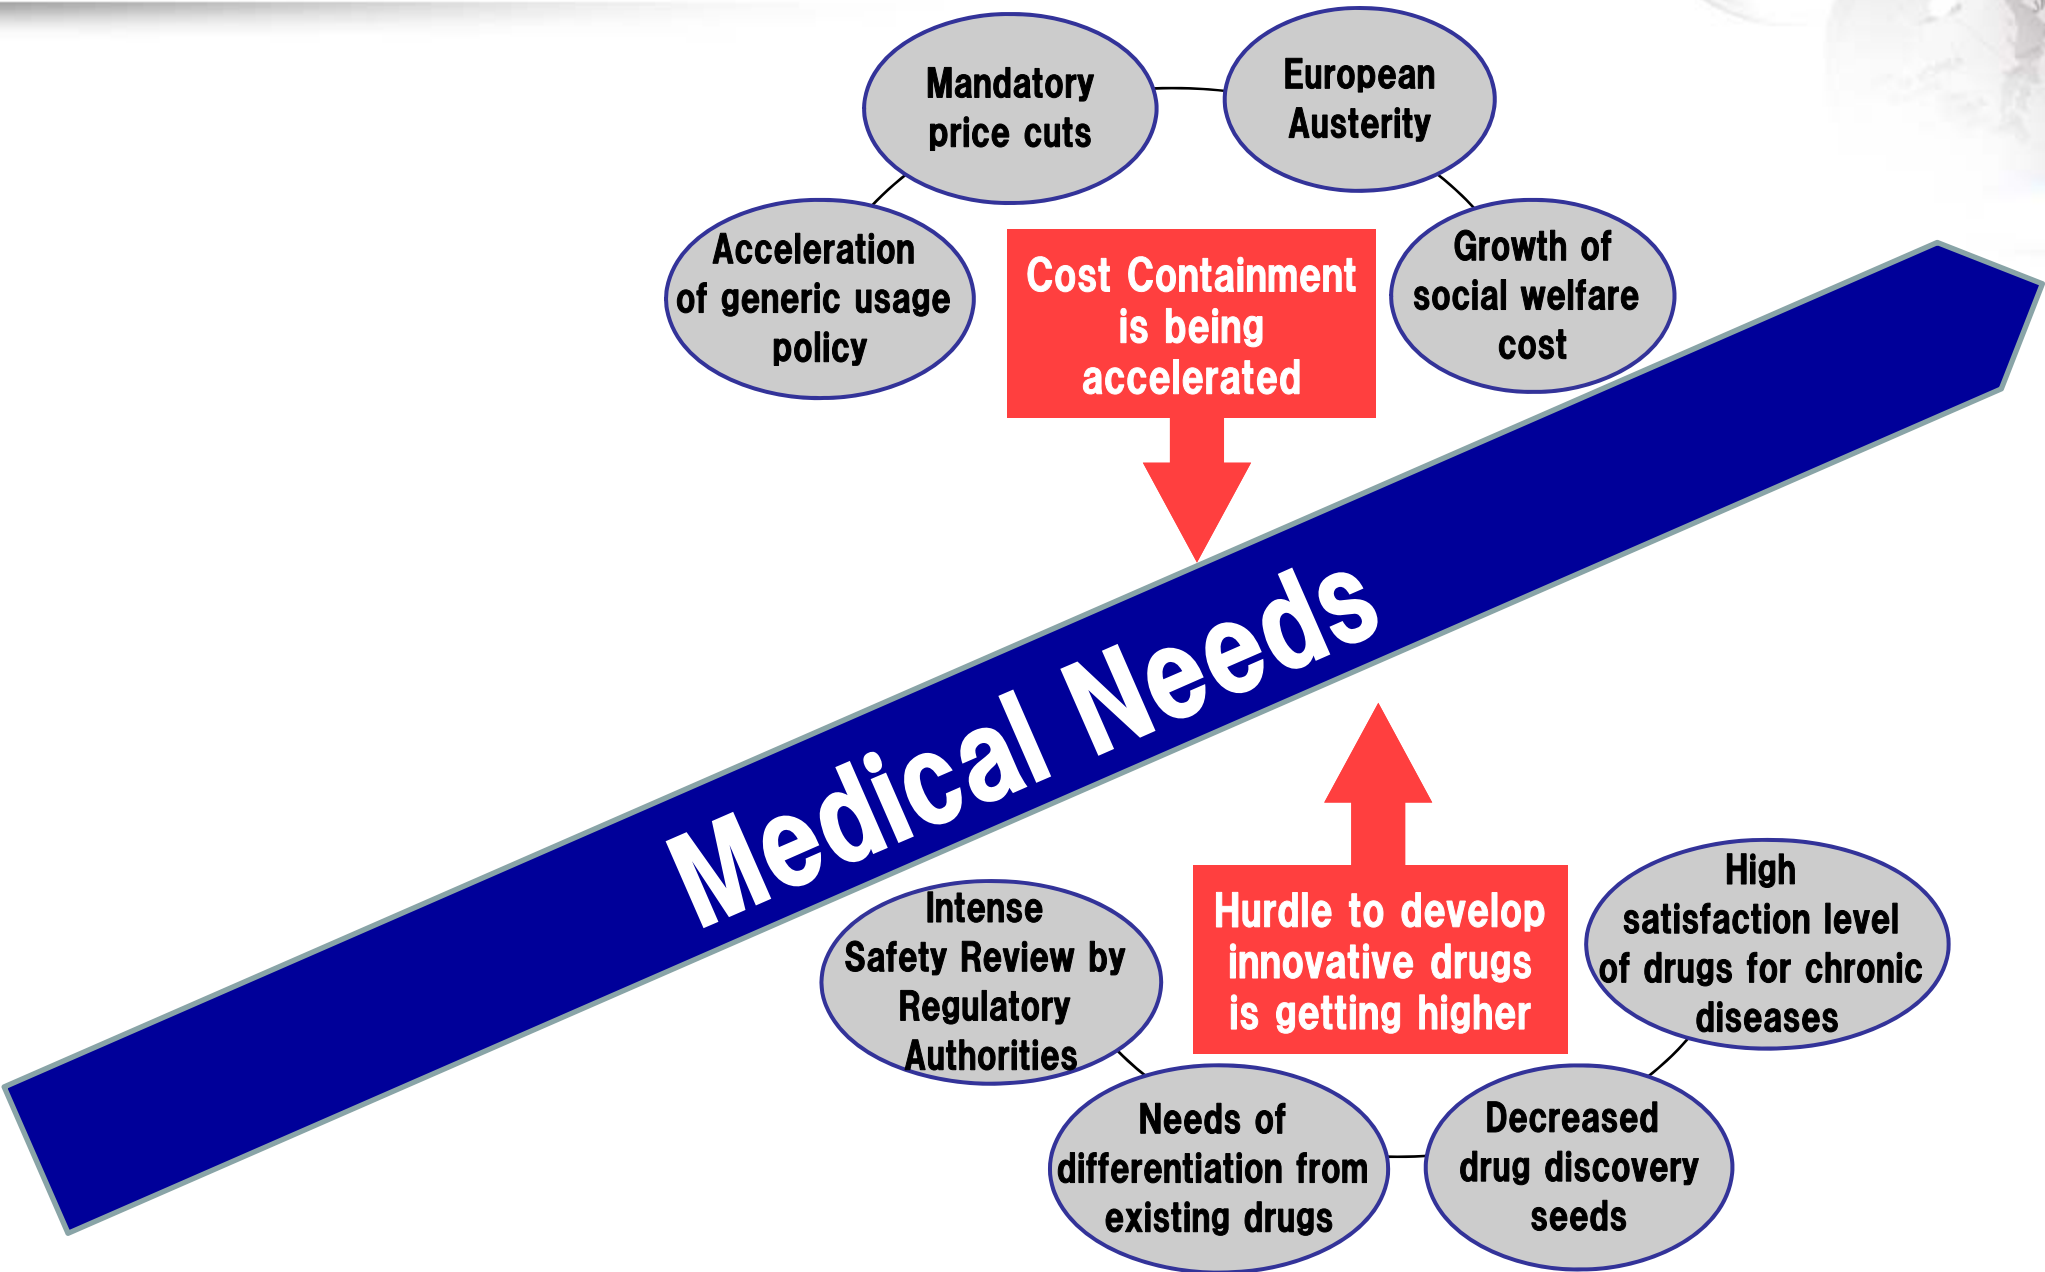 Mandatory
price cuts
European
Austerity
Acceleration
of generic usage
policy
Cost Containment
is being
accelerated
Growth of
social welfare
cost
Medical Needs
Intense
Safety Review by
Regulatory
Authorities
Hurdle to develop
innovative drugs
is getting higher
High
satisfaction level
of drugs for chronic
diseases
Needs of
differentiation from
existing drugs
Decreased
drug discovery
seeds